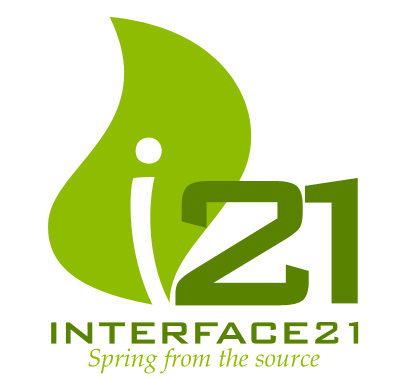 i21
INTERFACE21
Spring from the source